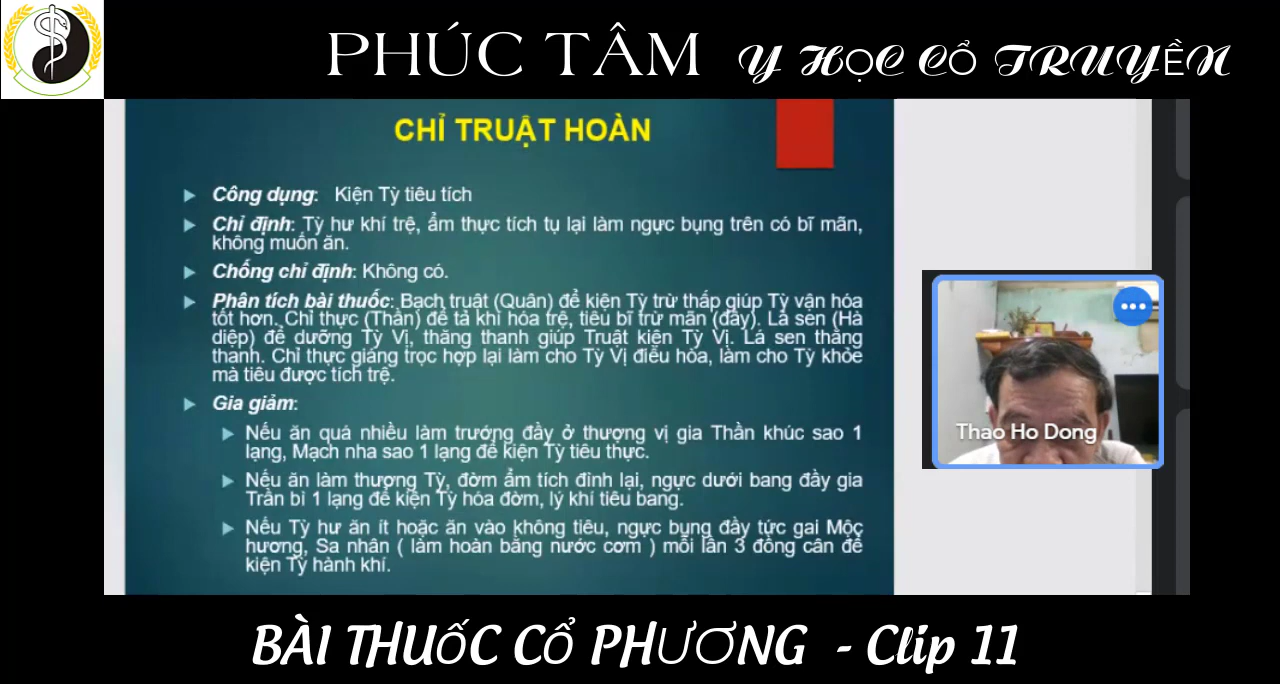 PHÚC TÂM Y HỌC CỔ TRUYỀN
CHỈ TRUẬT HOÀN
Công dụng: Kiện Tỳ tiêu tích
Chỉ định: Tỳ hư khí trệ, ẩm thực tích tụ lại làm ngực bụng trên có bĩ mãn,
không muốn ăn.
Chống chỉ định: Không có.
Phân tích bài thuốc: Bạch truật (Quân) để kiện Tỳ trừ thấp giúp Tỳ vận hóa
tốt hơn. Chỉ thực (Thần) để tả khí hóa trệ, tiêu bĩ trừ mãn (đầy). Lá sen (Hà
diệp) để dưỡng Tỳ Vị, thăng thanh giúp Truật kiện Tỳ Vị. Lá sen thăng
thanh. Chỉ thực giáng trọc hợp lại làm cho Tỳ Vị điều hòa, làm cho Tỳ khỏe
mà tiêu được tích trệ.
Gia giảm:
Nếu ăn quá nhiều làm trướng đầy ở thượng vị gia Thần khúc sao 1
lạng, Mạch nha sao 1 lạng để kiện Tỳ tiêu thực.
Nếu ăn làm thương Tỳ, đờm ẩm tích đình lại, ngực dưới bang đầy gia
Trần bì 1 lạng để kiện Tỳ hóa đờm, lý khí tiêu bang.
Nếu Tỳ hư ăn ít hoặc ăn vào không tiêu, ngực bụng đầy tức gai Mộc
hương, Sa nhân ( làm hoàn bằng nước cơm ) mỗi lần 3 đồng cân để
kiện Tỳ hành khí.
Thao Ho Dong
BÀI THUỐC CỔ PHƯƠNG - Clip 11